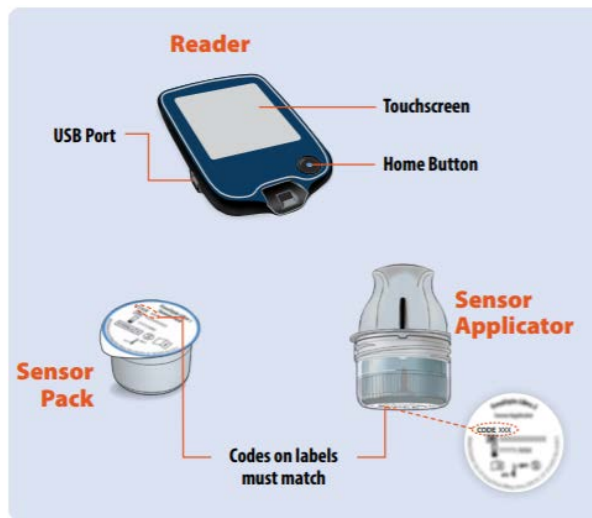 Reader
Touchscreen
USB Port
Home Button
Sensor
Applicator
Sensor
Pack
CODE XXX
Codes on labels
must match